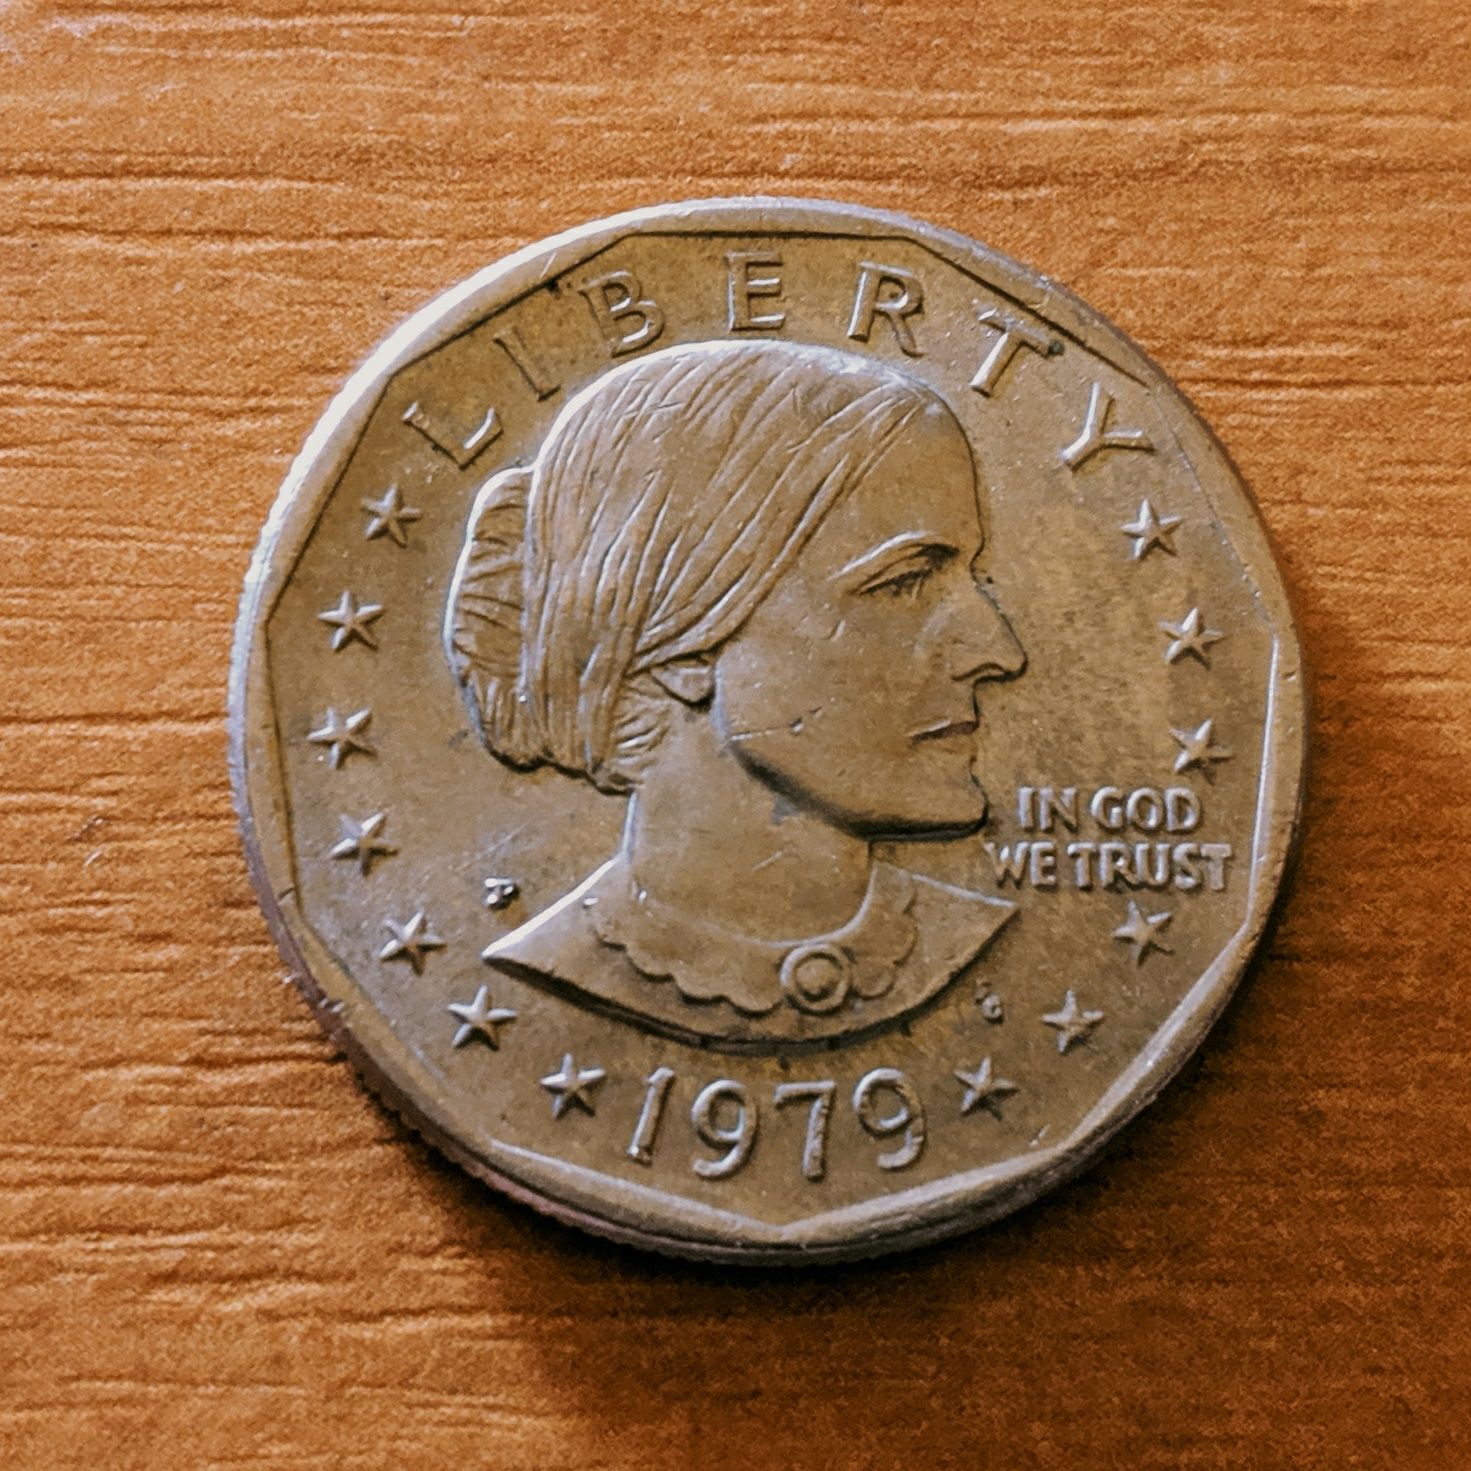 LIBERTY
IN GOD
WE TRUST
P
1979